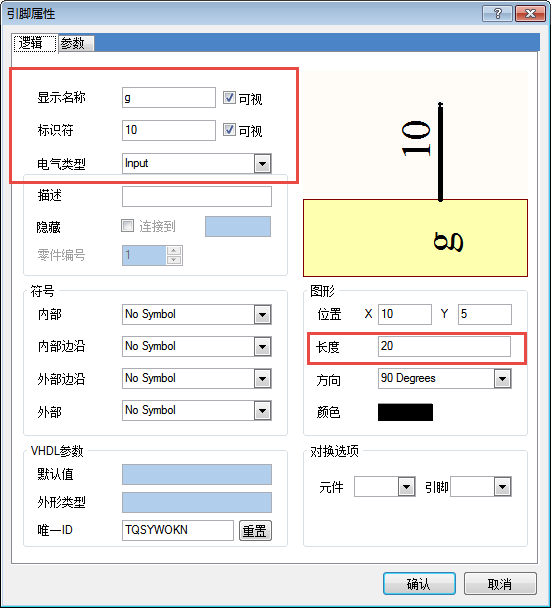 引脚属性
逻辑 参数
显示名称 g 可视
标识符 10 可视
电气类型 Input
描述
隐藏 连接到
零件编号 1
10
g
符号
内部 No Symbol
内部边沿 No Symbol
外部边沿 No Symbol
外部 No Symbol
图形
位置 X 10 Y 5
长度 20
方向 90 Degrees
颜色
VHDL参数
默认值
外形类型
唯一ID TQSYWOKN 重置
对换选项
元件 引脚
确认 取消